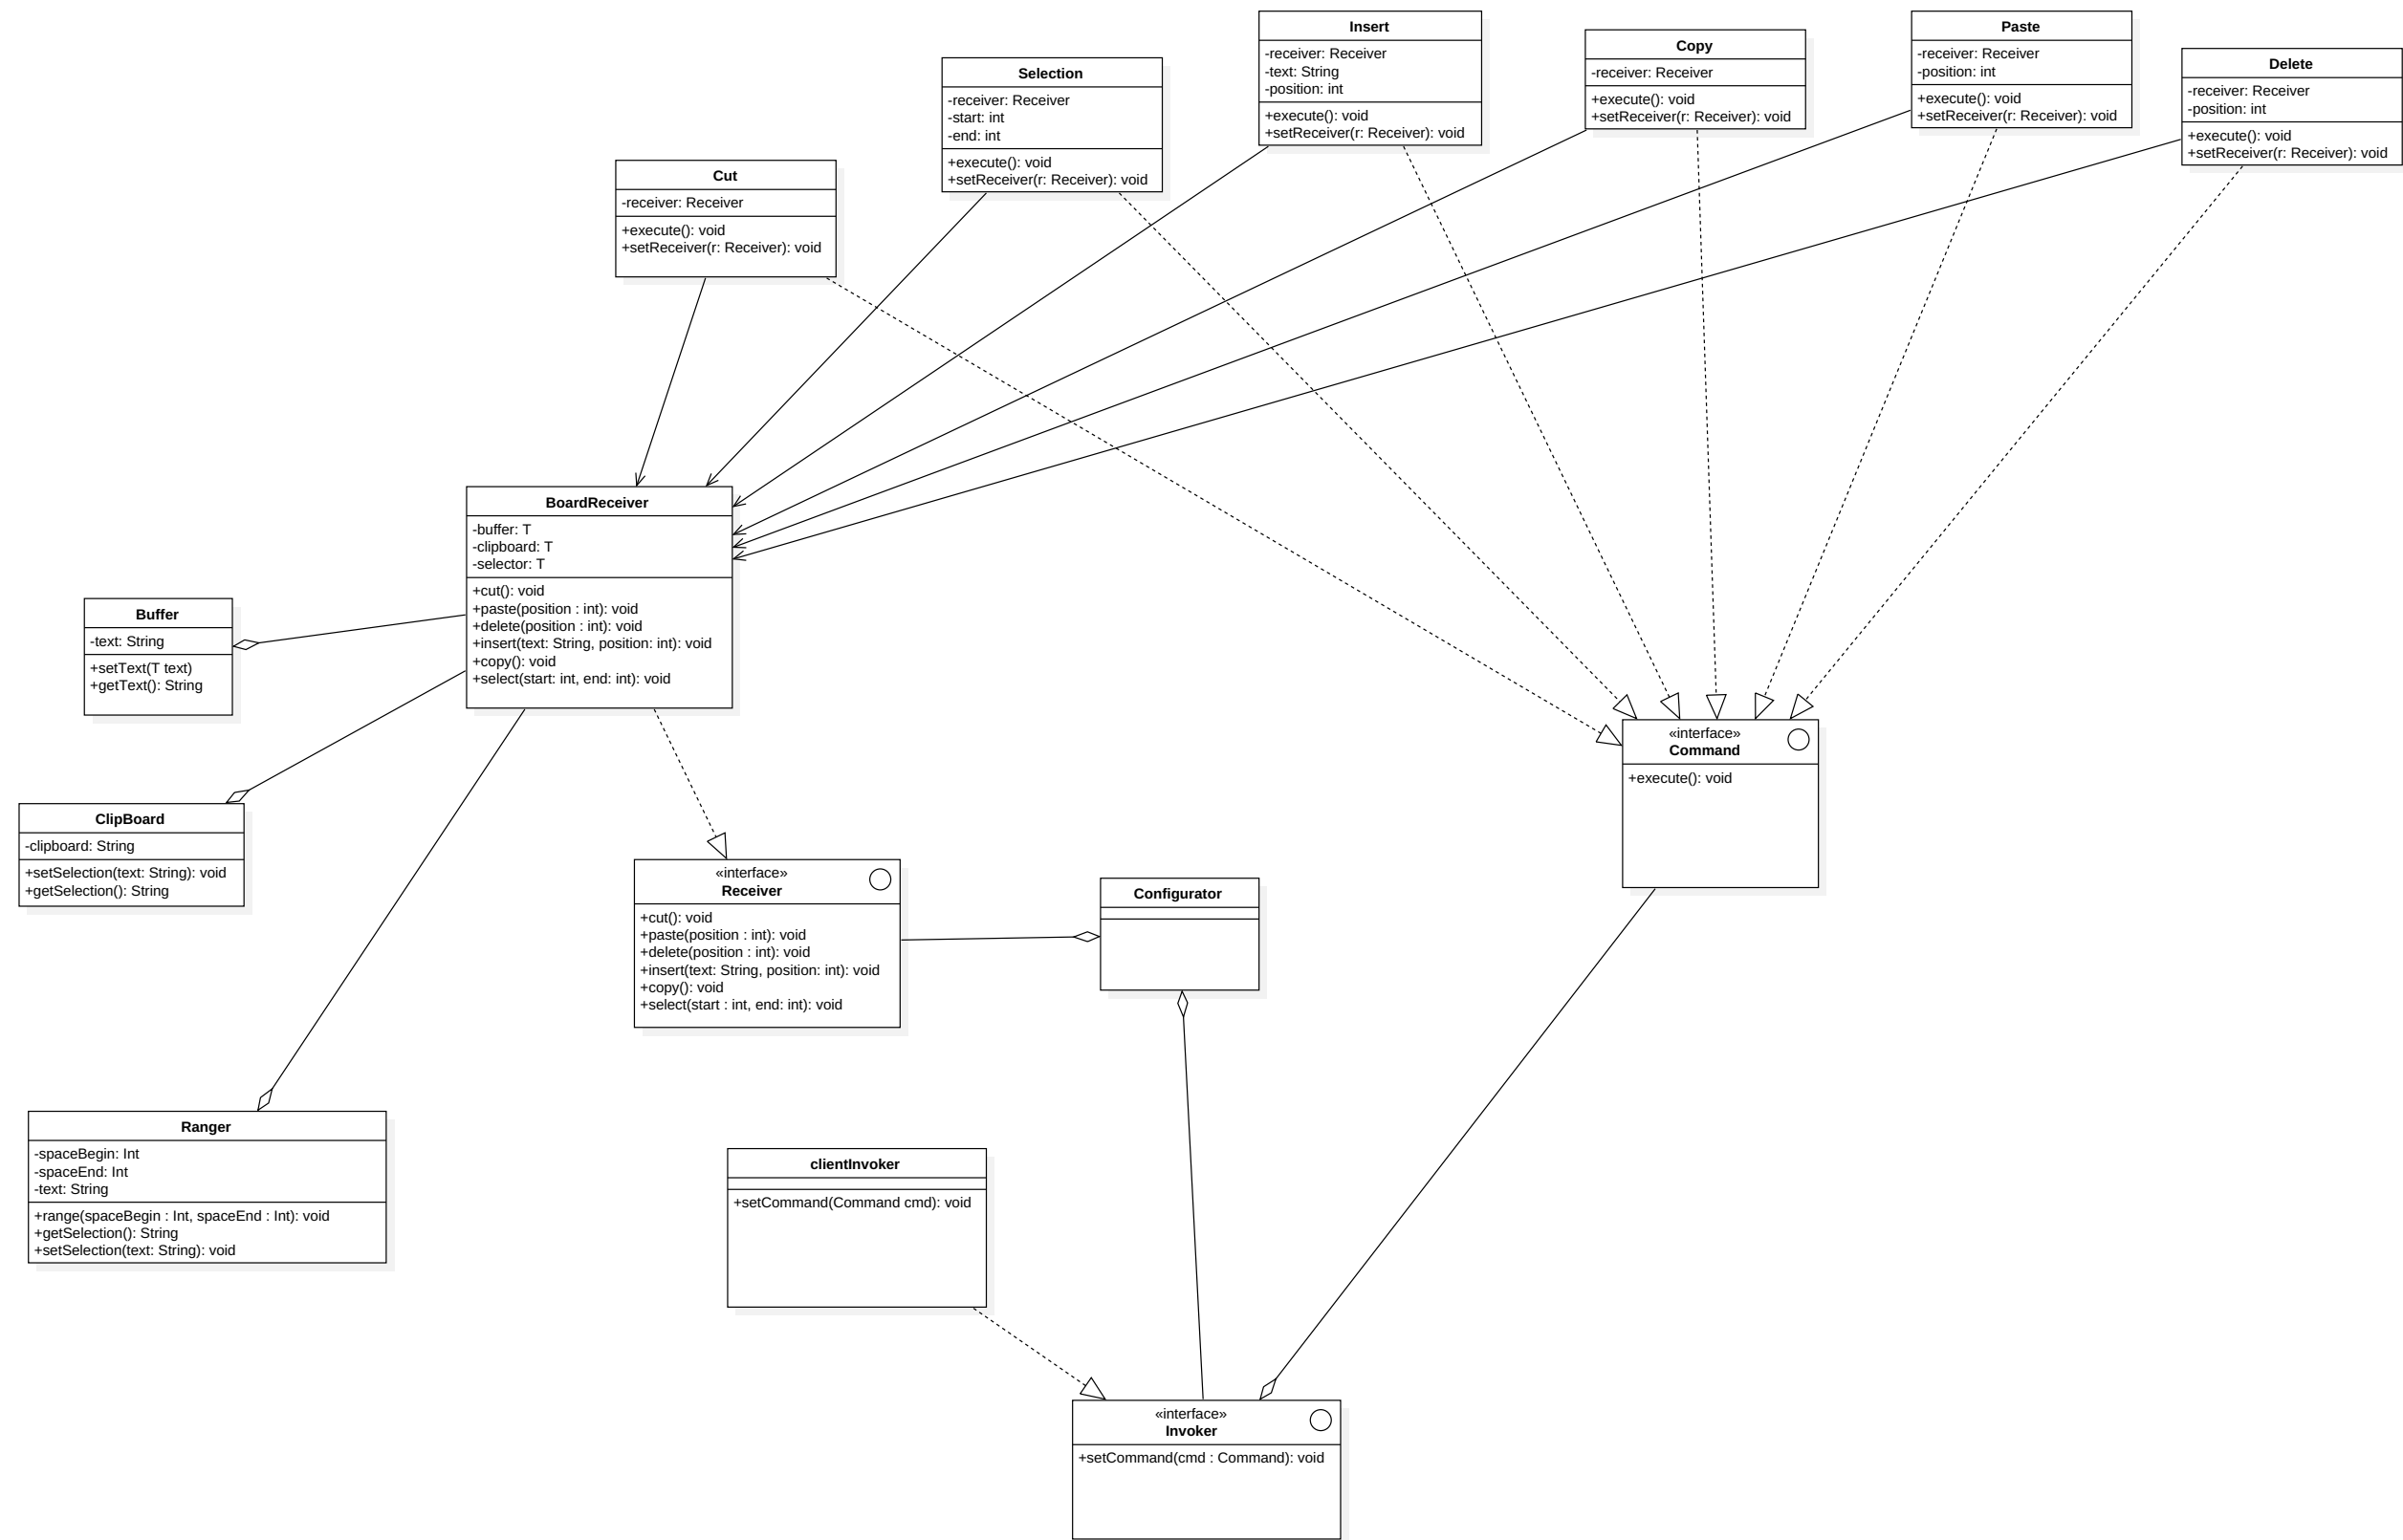 Insert
-receiver: Receiver
-text: String
-position: int
+execute(): void
+setReceiver(r: Receiver): void
Paste
-receiver: Receiver
-position: int
+execute(): void
+setReceiver(r: Receiver): void
Copy
-receiver: Receiver
+execute(): void
+setReceiver(r: Receiver): void
Delete
-receiver: Receiver
-position: int
+execute(): void
+setReceiver(r: Receiver): void
Selection
-receiver: Receiver
-start: int
-end: int
+execute(): void
+setReceiver(r: Receiver): void
Cut
-receiver: Receiver
+execute(): void
+setReceiver(r: Receiver): void
BoardReceiver
-buffer: T
-clipboard: T
-selector: T
+cut(): void
+paste(position : int): void
+delete(position : int): void
+insert(text: String, position: int): void
+copy(): void
+select(start: int, end: int): void
Buffer
-text: String
+setText(T text)
+getText(): String
«interface»
Command
+execute(): void
ClipBoard
-clipboard: String
+setSelection(text: String): void
+getSelection(): String
«interface»
Receiver
+cut(): void
+paste(position : int): void
+delete(position : int): void
+insert(text: String, position: int): void
+copy(): void
+select(start : int, end: int): void
Configurator
Ranger
-spaceBegin: Int
-spaceEnd: Int
-text: String
+range(spaceBegin : Int, spaceEnd : Int): void
+getSelection(): String
+setSelection(text: String): void
clientInvoker
+setCommand(Command cmd): void
«interface»
Invoker
+setCommand(cmd : Command): void